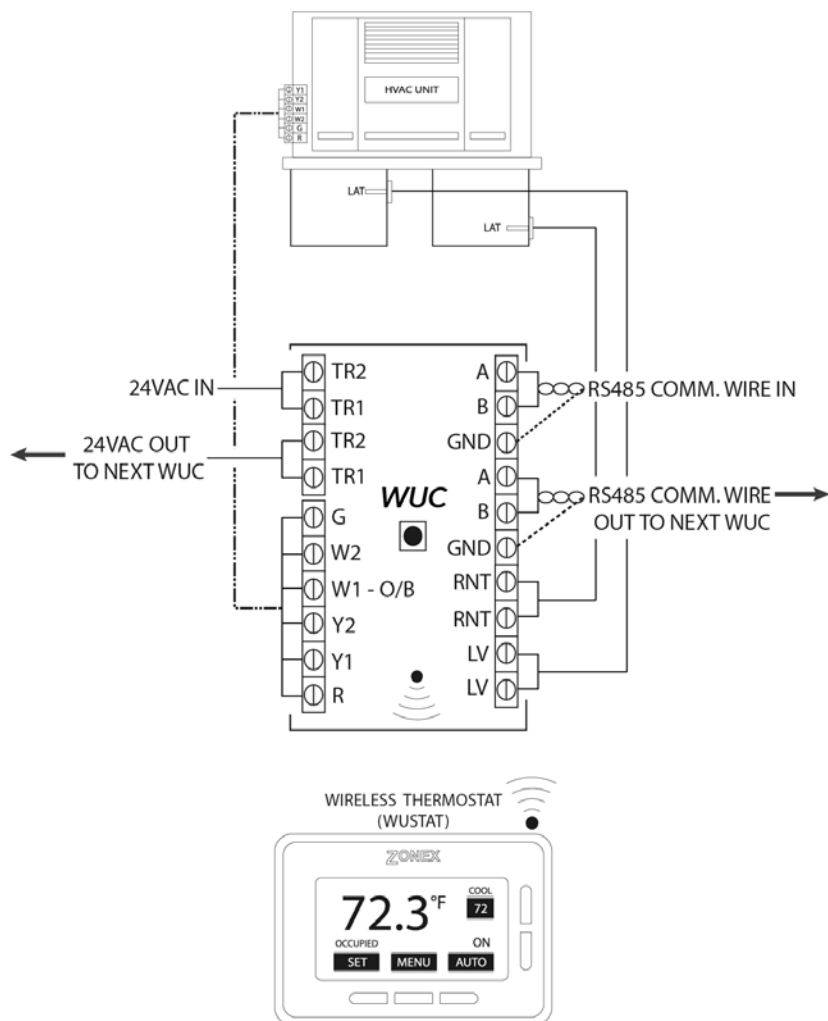 HVAC UNIT
Y1
Y2
W1
W2
G
R
LAT
LAT
24VAC IN
24VAC OUT
TO NEXT WUC
TR2
TR1
TR2
TR1
G
W2
W1 - O/B
Y2
Y1
R
WUC
A
B
GND
A
B
GND
RNT
RNT
LV
LV
RS485 COMM. WIRE IN
RS485 COMM. WIRE
OUT TO NEXT WUC
WIRELESS THERMOSTAT
(WUSTAT)
ZONEX
72.3°F
COOL
72
OCCUPIED
ON
SET MENU AUTO